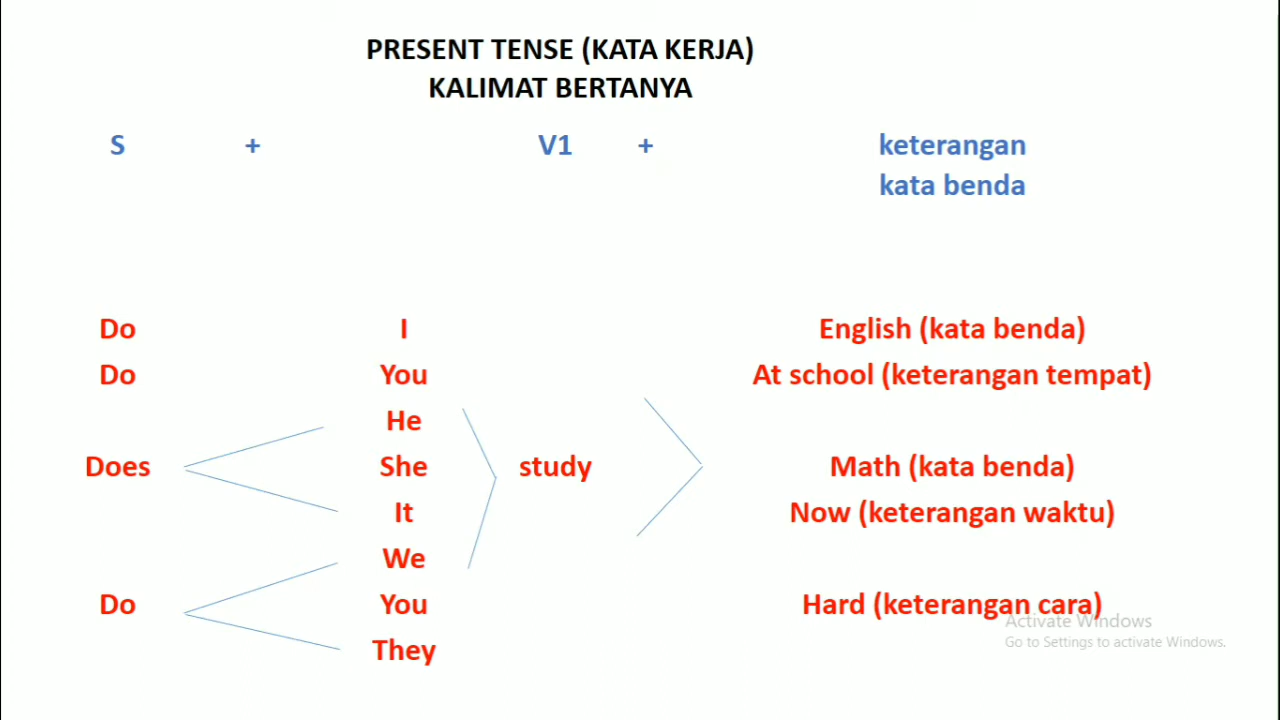 PRESENT TENSE (KATA KERJA)
KALIMAT BERTANYA
S + V1 + keterangan
kata benda
Do I English (kata benda)
Do You At school (keterangan tempat)
He
Does She study Math (kata benda)
It Now (keterangan waktu)
We
Do You Hard (keterangan cara)
Activate Windows
Go to Settings to activate Windows.
They